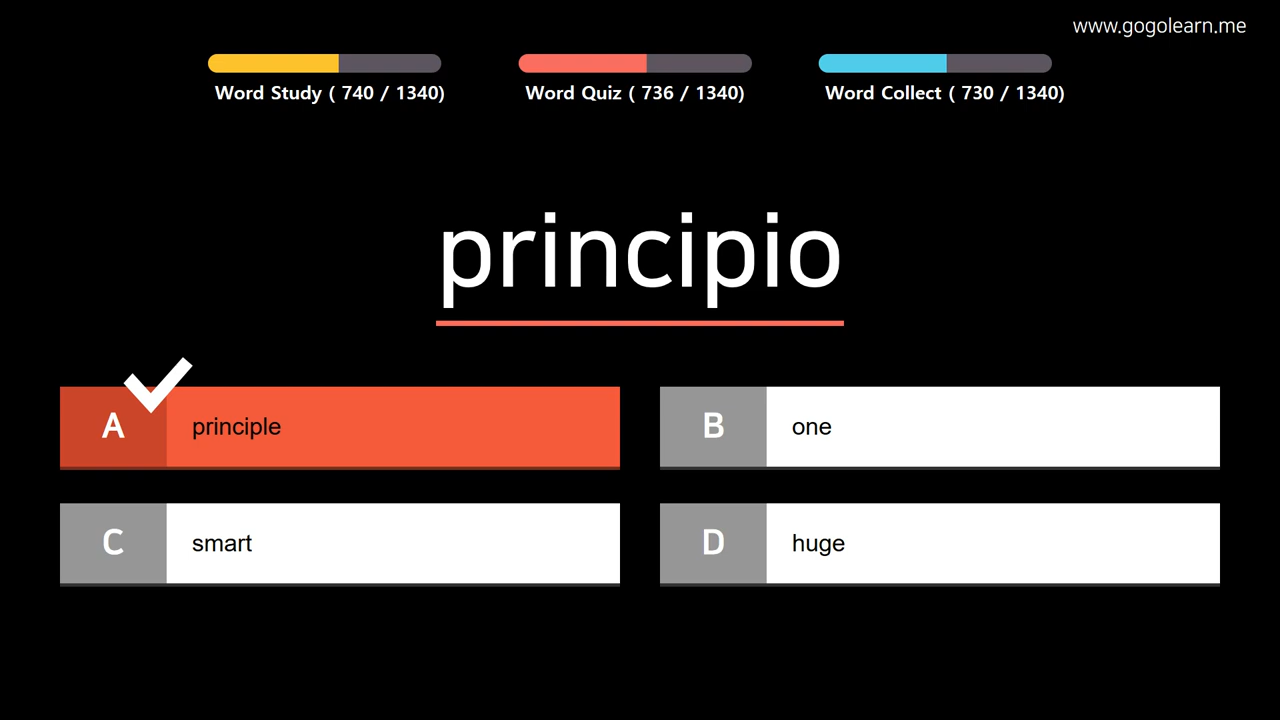 www.gogolearn.me
Word Study ( 740 / 1340)
Word Quiz ( 736 / 1340)
Word Collect ( 730 / 1340)
principio
A principle
B one
C smart
D huge